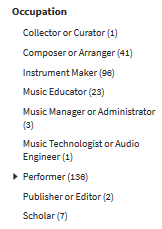 Occupation
Collector or Curator (1)
Composer or Arranger (41)
Instrument Maker (96)
Music Educator (23)
Music Manager or Administrator
(3)
Music Technologist or Audio
Engineer (1)
Performer (136)
Publisher or Editor (2)
Scholar (7)